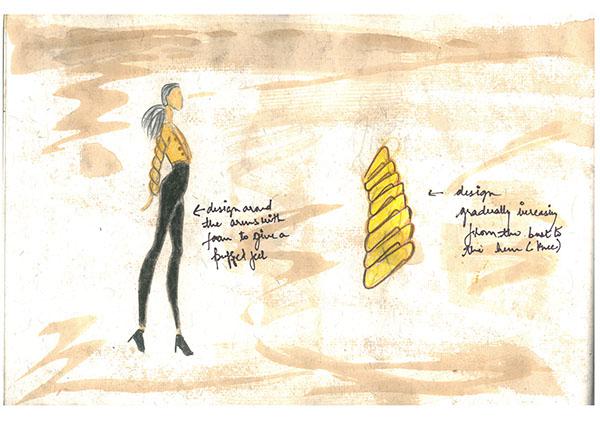 ← design around
the arms with
foam to give a
puffed feel
← design
gradually increasing
from the bust to
the hem (knee)